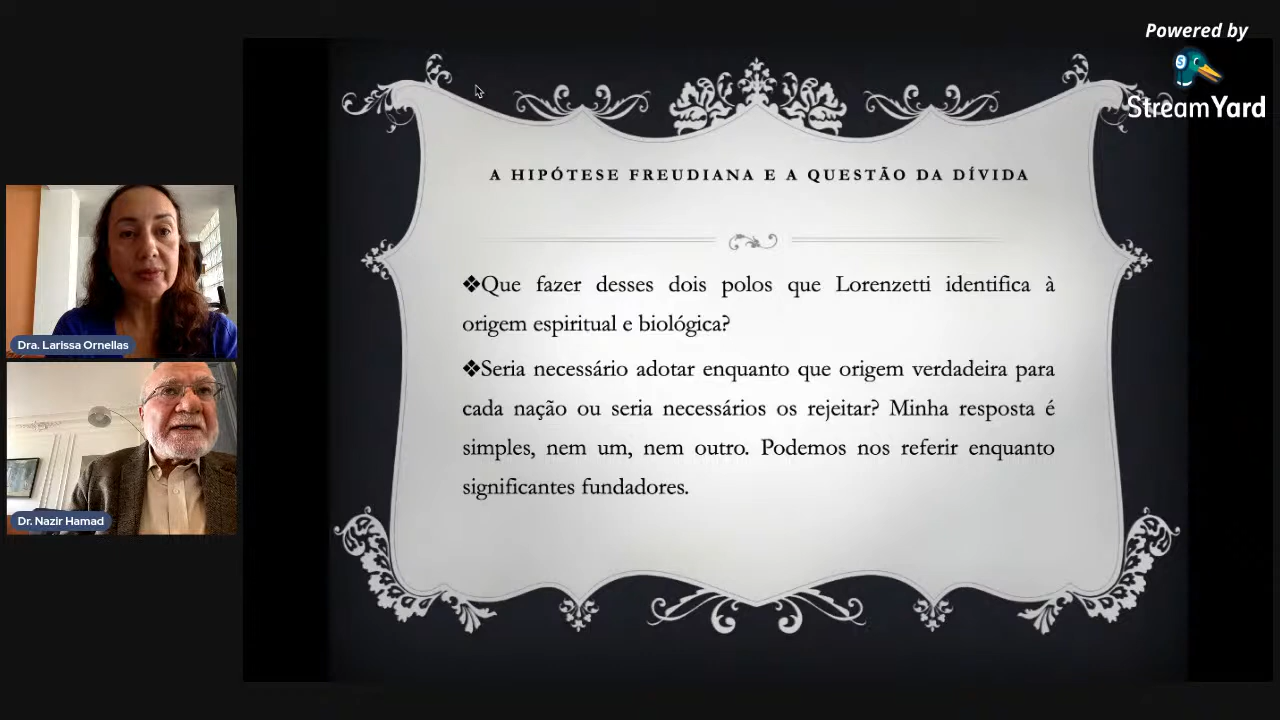 Powered by
StreamYard
A HIPÓTESE FREUDIANA E A QUESTÃO DA DÍVIDA
❖Que fazer desses dois polos que Lorenzetti identifica à
origem espiritual e biológica?
❖Seria necessário adotar enquanto que origem verdadeira para
cada nação ou seria necessários os rejeitar? Minha resposta é
simples, nem um, nem outro. Podemos nos referir enquanto
significantes fundadores.
Dra. Larissa Ornellas
Dr. Nazir Hamad